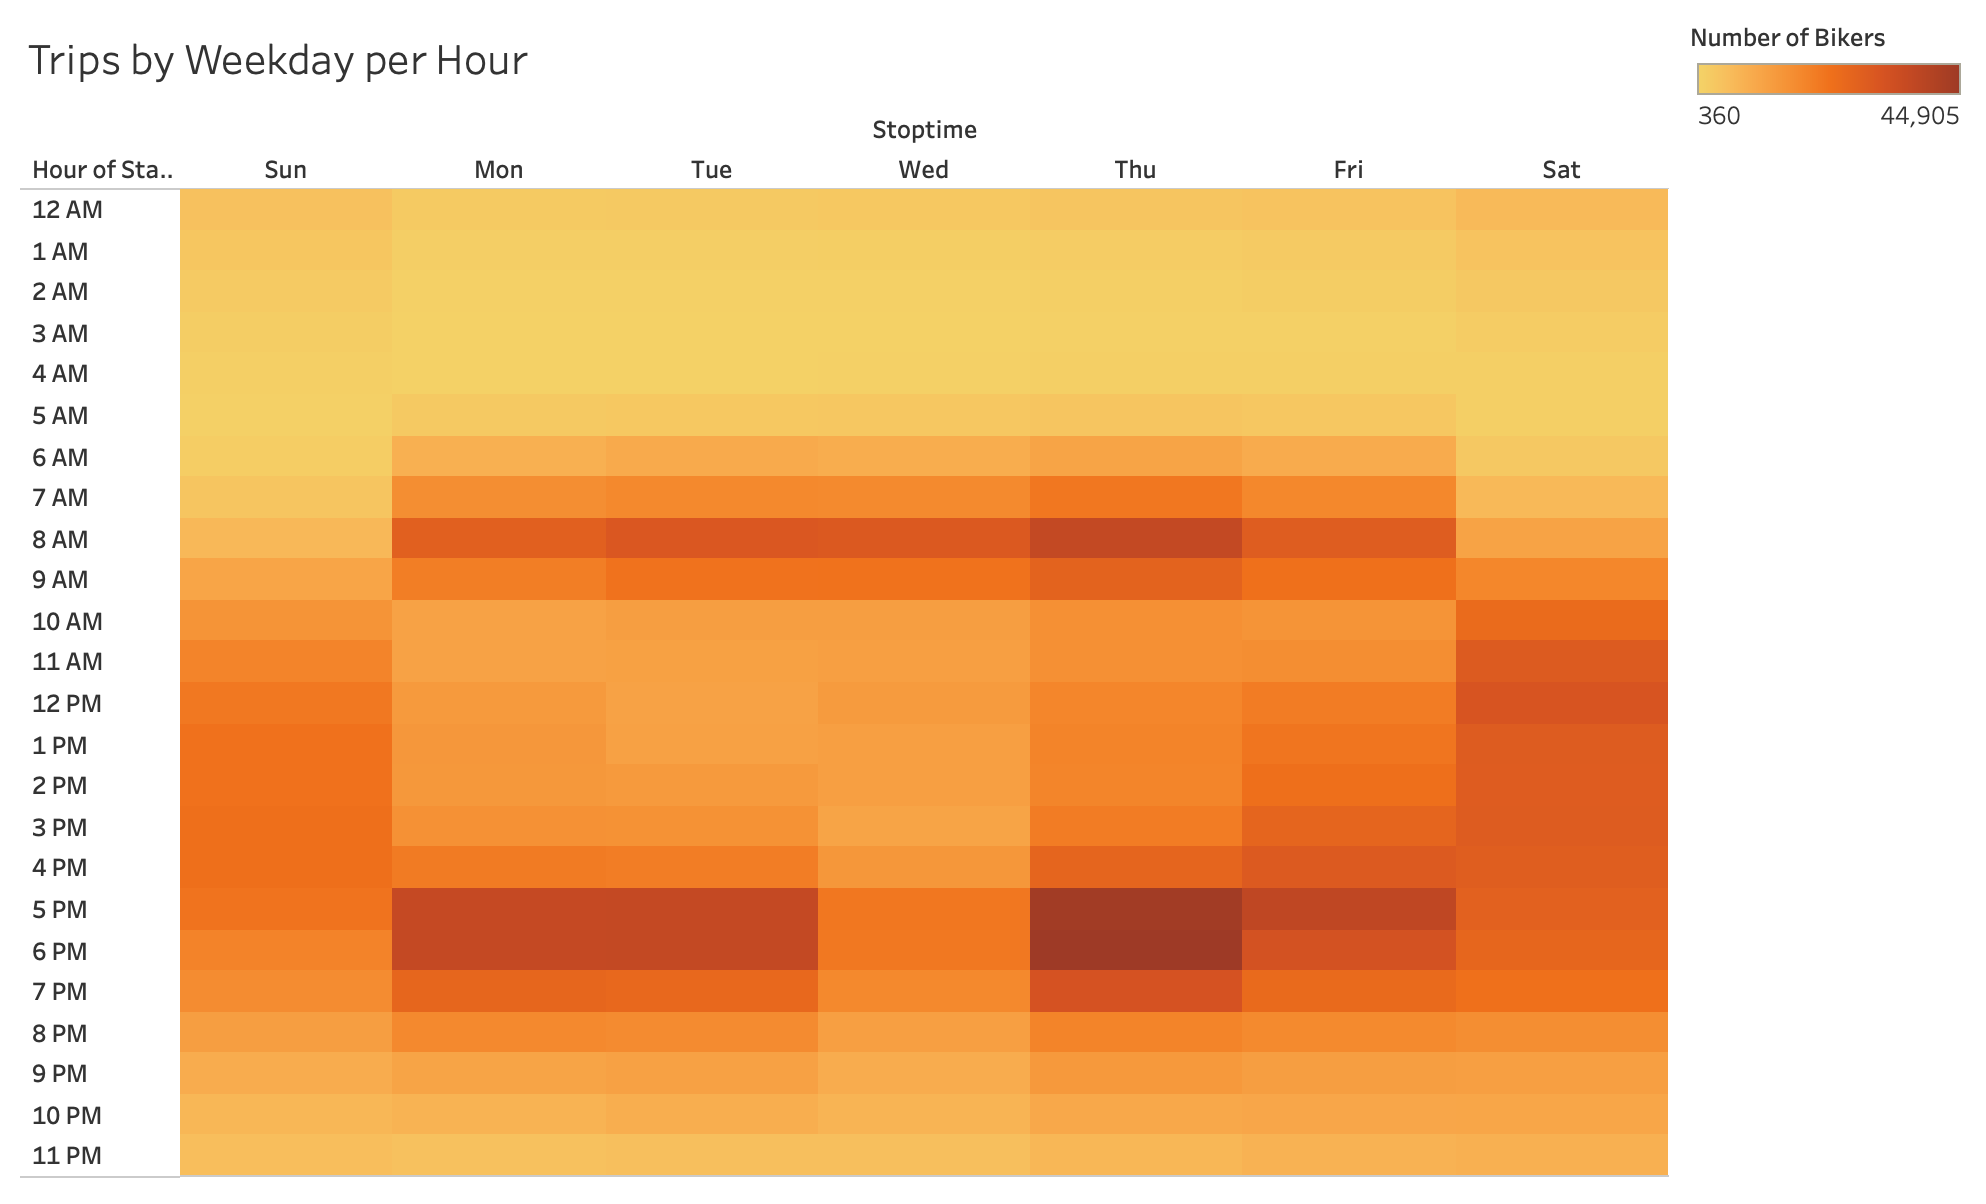 Trips by Weekday per Hour
Number of Bikers
360 44,905
Stoptime
Hour of Sta.. Sun Mon Tue Wed Thu Fri Sat
12 AM
1 AM
2 AM
3 AM
4 AM
5 AM
6 AM
7 AM
8 AM
9 AM
10 AM
11 AM
12 PM
1 PM
2 PM
3 PM
4 PM
5 PM
6 PM
7 PM
8 PM
9 PM
10 PM
11 PM